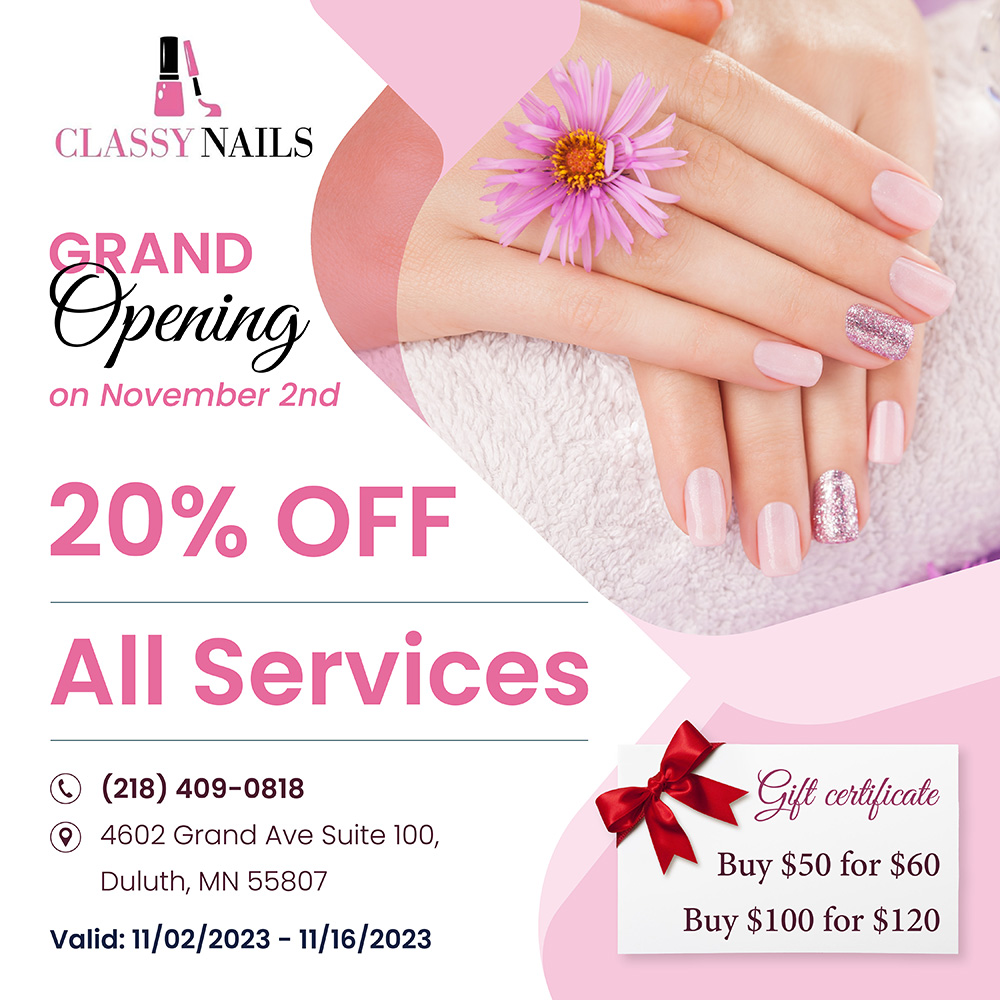 CLASSY NAILS
GRAND
Opening
on November 2nd
20% OFF
All Services
(218) 409-0818
4602 Grand Ave Suite 100,
Duluth, MN 55807
Valid: 11/02/2023 - 11/16/2023
Gift certificate
Buy $50 for $60
Buy $100 for $120